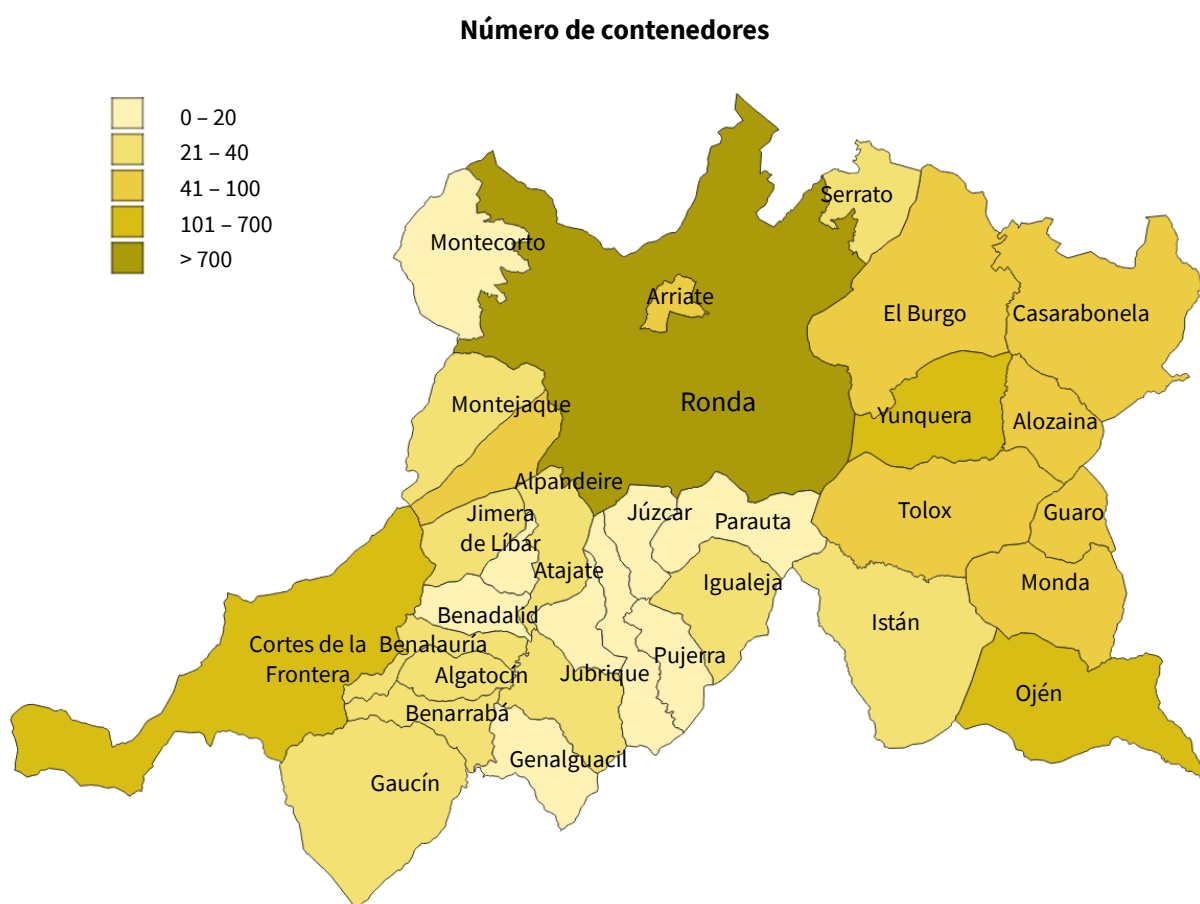 Número de contenedores
0 – 20
21 – 40
41 – 100
101 – 700
> 700
Serrato
Montecorto
Arriate
El Burgo
Casarabonela
Ronda
Montejaque
Yunquera
Alozaina
Alpandeire
Jimera
de Líbar
Júzcar
Parauta
Tolox
Guaro
Atajate
Igualeja
Monda
Benadalid
Istán
Cortes de la
Frontera
Benalauría
Pujerra
Algatocín
Jubrique
Ojén
Benarrabá
Genalguacil
Gaucín